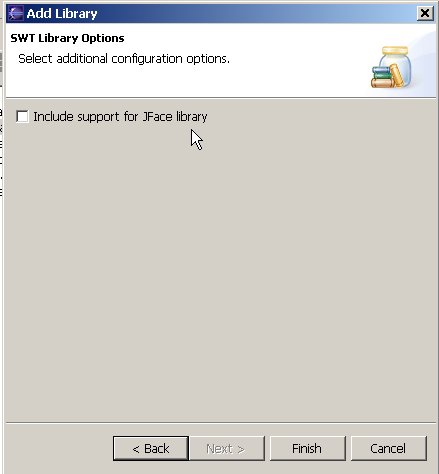 Add Library
SWT Library Options
Select additional configuration options.
Include support for JFace library
< Back
Next >
Finish
Cancel